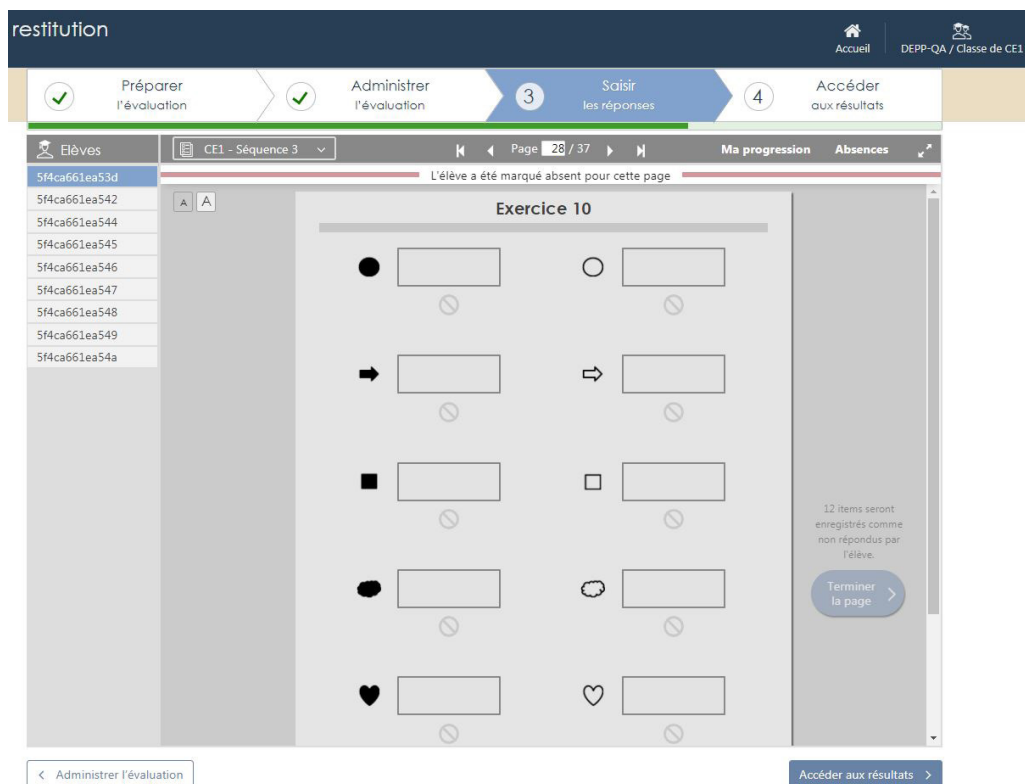 restitution
Accueil
DEPP-QA / Classe de CE1
Préparer
l'évaluation
Administrer
l'évaluation
3
Saisir
les réponses
4
Accéder
aux résultats
Elèves
CE1 - Séquence 3
Page 28 / 37
Ma progression
Absences
5f4ca661ea53d
5f4ca661ea542
5f4ca661ea544
5f4ca661ea545
5f4ca661ea546
5f4ca661ea547
5f4ca661ea548
5f4ca661ea549
5f4ca661ea54a
L'élève a été marqué absent pour cette page
A A
Exercice 10
12 items seront
enregistrés comme
non répondus par
l'élève.
Terminer
la page
Administrer l'évaluation
Accéder aux résultats